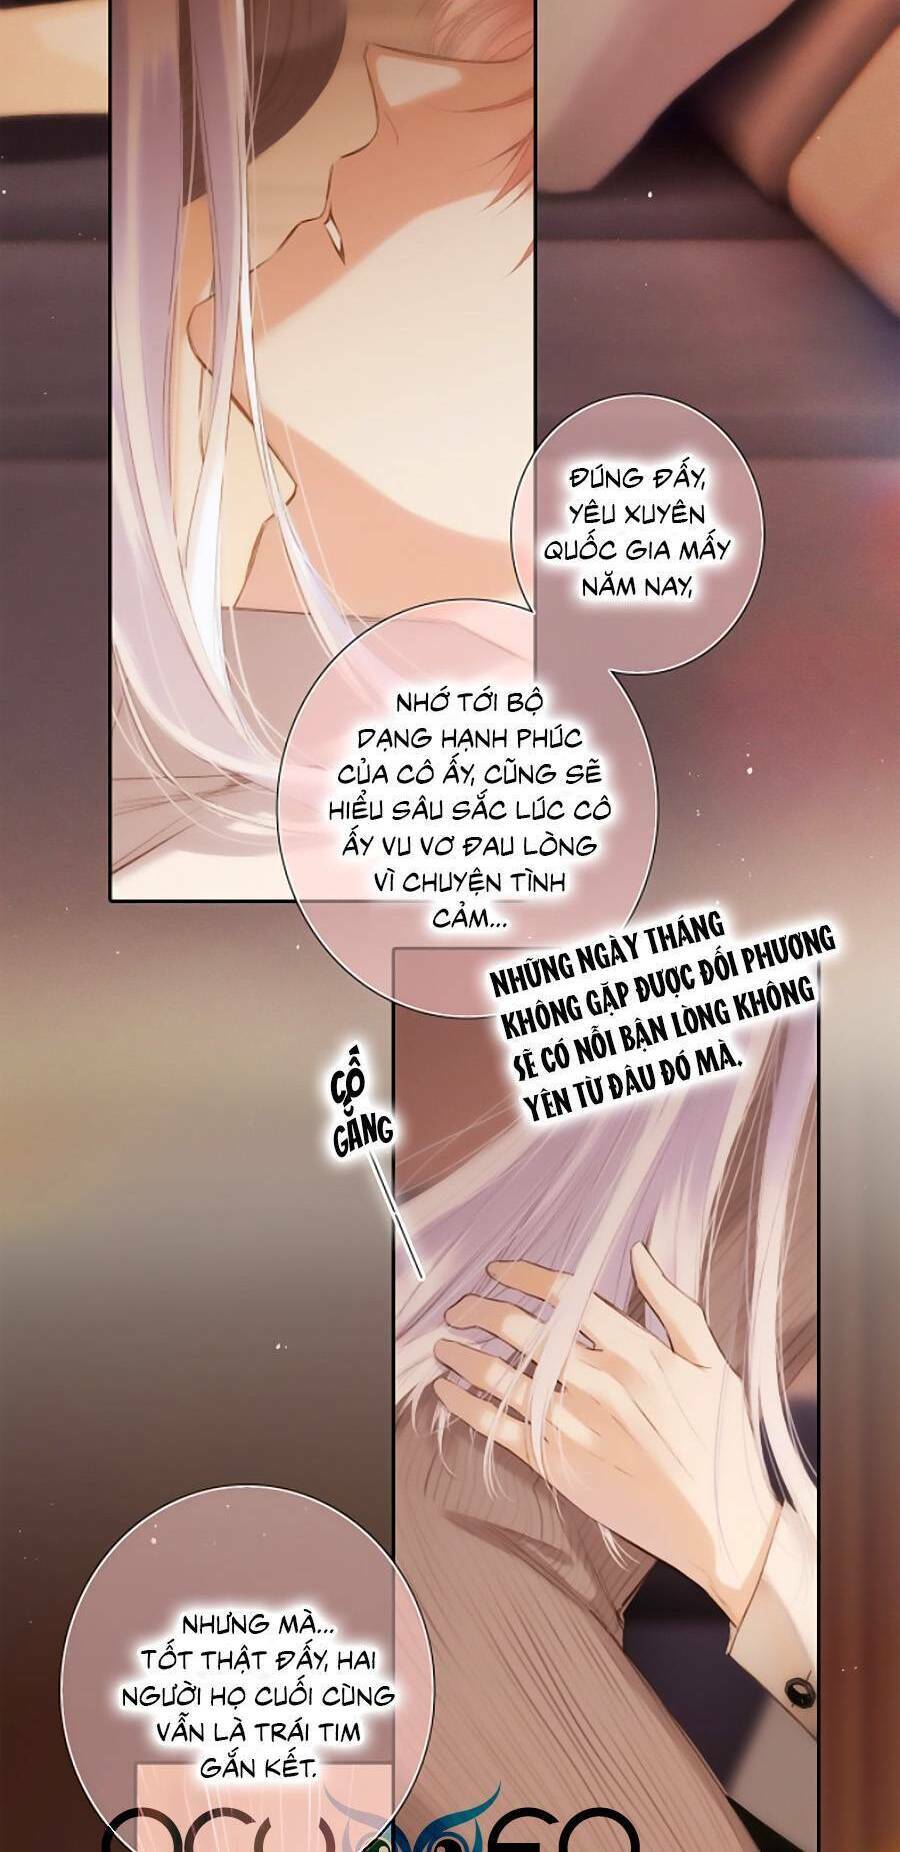 ĐÚNG ĐẤY,
YÊU XUYÊN
QUỐC GIA MẤY
NĂM NAY,
NHỚ TỚI BỘ
DẠNG HẠNH PHÚC
CỦA CÔ ẤY, CŨNG SẼ
HIỂU SÂU SẮC LÚC CÔ
ẤY VU VƠ ĐAU LÒNG
VÌ CHUYỆN TÌNH
CẢM...
NHỮNG NGÀY THÁNG
KHÔNG GẶP ĐƯỢC ĐỐI PHƯƠNG
SẼ CÓ NỖI BẬN LÒNG KHÔNG
YÊN TỪ ĐÂU ĐÓ MÀ.
CỐ
GẮNG
NHƯNG MÀ...
TỐT THẬT ĐẤY, HAI
NGƯỜI HỌ CUỐI CÙNG
VẪN LÀ TRÁI TIM
GẮN KẾT.